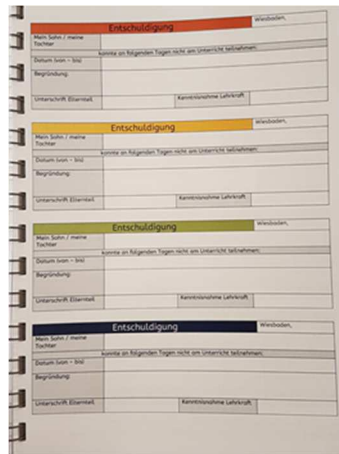 Entschuldigung Wiesbaden,
Mein Sohn / meine
Tochter
konnte an folgenden Tagen nicht am Unterricht teilnehmen:
Datum (von - bis)
Begründung:
Unterschrift Elternteil Kenntnisnahme Lehrkraft
Entschuldigung Wiesbaden,
Mein Sohn / meine
Tochter
konnte an folgenden Tagen nicht am Unterricht teilnehmen:
Datum (von - bis)
Begründung:
Unterschrift Elternteil Kenntnisnahme Lehrkraft
Entschuldigung Wiesbaden,
Mein Sohn / meine
Tochter
konnte an folgenden Tagen nicht am Unterricht teilnehmen:
Datum (von - bis)
Begründung:
Unterschrift Elternteil Kenntnisnahme Lehrkraft
Entschuldigung Wiesbaden,
Mein Sohn / meine
Tochter
konnte an folgenden Tagen nicht am Unterricht teilnehmen:
Datum (von - bis)
Begründung:
Unterschrift Elternteil Kenntnisnahme Lehrkraft